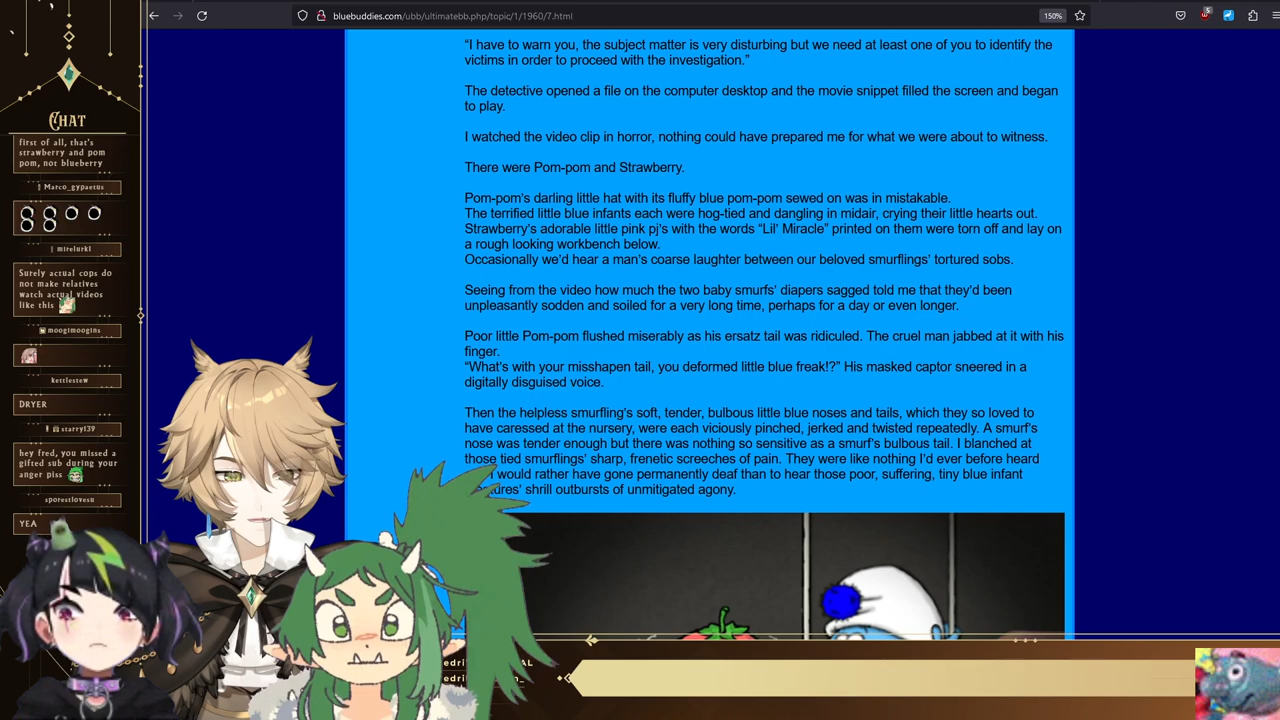 bluebuddies.com/ubb/ultimatebb.php/topic/1/1960/7.html
150%
5
“I have to warn you, the subject matter is very disturbing but we need at least one of you to identify the
victims in order to proceed with the investigation.”
The detective opened a file on the computer desktop and the movie snippet filled the screen and began
to play.
I watched the video clip in horror, nothing could have prepared me for what we were about to witness.
There were Pom-pom and Strawberry.
Pom-pom’s darling little hat with its fluffy blue pom-pom sewed on was in mistakable.
The terrified little blue infants each were hog-tied and dangling in midair, crying their little hearts out.
Strawberry’s adorable little pink pj’s with the words “Lil’ Miracle” printed on them were torn off and lay on
a rough looking workbench below.
Occasionally we’d hear a man’s coarse laughter between our beloved smurflings’ tortured sobs.
Seeing from the video how much the two baby smurfs’ diapers sagged told me that they’d been
unpleasantly sodden and soiled for a very long time, perhaps for a day or even longer.
Poor little Pom-pom flushed miserably as his ersatz tail was ridiculed. The cruel man jabbed at it with his
finger.
“What’s with your misshapen tail, you deformed little blue freak!?” His masked captor sneered in a
digitally disguised voice.
Then the helpless smurfling’s soft, tender, bulbous little blue noses and tails, which they so loved to
have caressed at the nursery, were each viciously pinched, jerked and twisted repeatedly. A smurf’s
nose was tender enough but there was nothing so sensitive as a smurf’s bulbous tail. I blanched at
those tied smurflings’ sharp, frenetic screeches of pain. They were like nothing I’d ever before heard
would rather have gone permanently deaf than to hear those poor, suffering, tiny blue infant
shrill outbursts of unmitigated agony.
Chat
first of all, that's
strawberry and pom
pom, not blueberry
Marco_gypaetus
mirelurk1
Surely actual cops do
not make relatives
watch actual videos
like this
moogimoogins
kettlestew
DRYER
starry139
hey fred, you missed a
gifted sub during your
anger piss
sporestlovesu
YEA